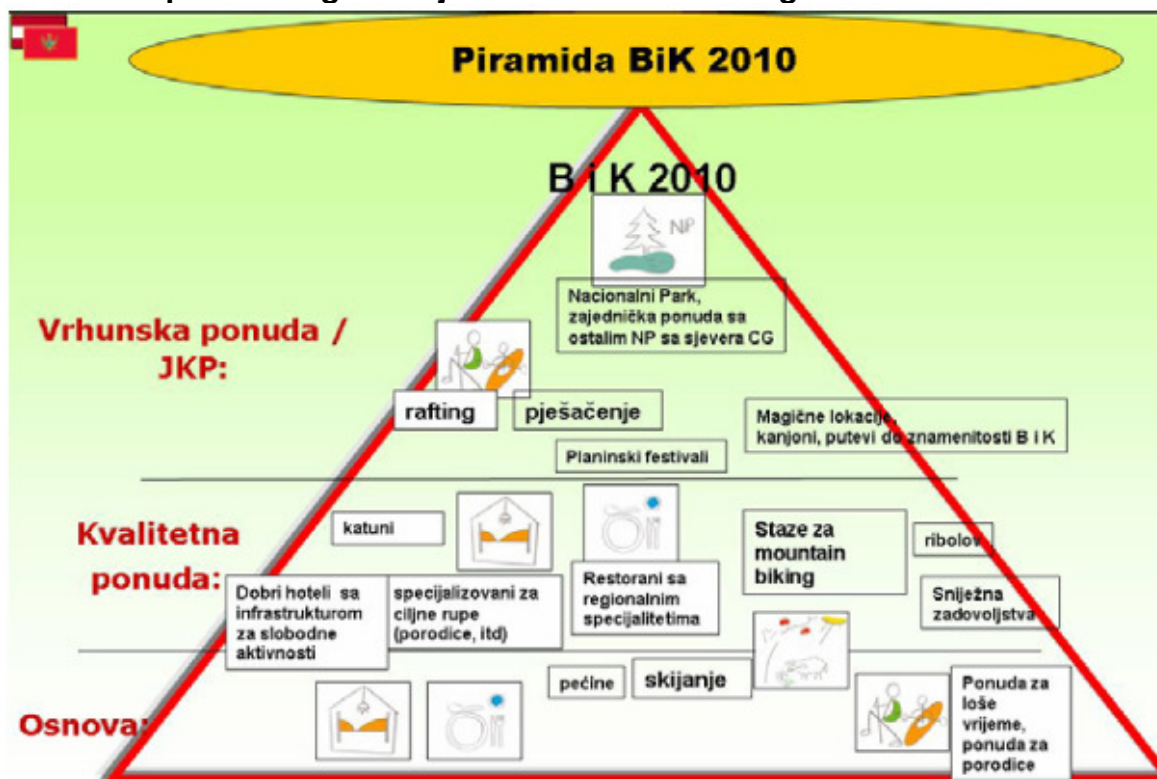 Piramida BiK 2010
B i K 2010
NP
Nacionalni Park,
zajednička ponuda sa
ostalim NP sa sjevera CG
Vrhunska ponuda /
JKP:
rafting
pješačenje
Magične lokacije,
kanjoni, putevi do znamenitosti B i K
Planinski festivali
Kvalitetna
ponuda:
katuni
Staze za
mountain
biking
ribolov
Dobri hoteli sa
infrastrukturom
za slobodne
aktivnosti
specijalizovani za
ciljne rupe
(porodice, itd)
Restorani sa
regionalnim
specijalitetima
Sniježna
zadovoljstva
Osnova:
pećine
skijanje
Ponuda za
loše
vrijeme,
ponuda za
porodice